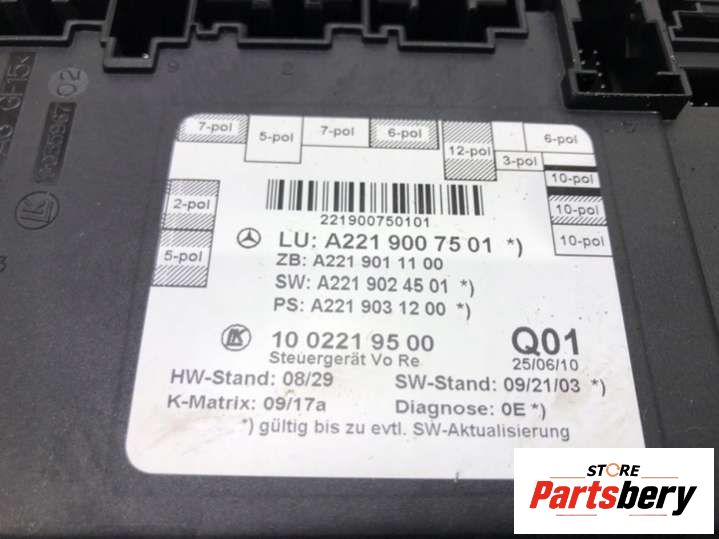 9
2
7-pol
5-pol
7-pol
6-pol
12-pol
3-pol
6-pol
10-pol
10-pol
10-pol
2-pol
5-pol
221900750101
LU: A221 900 75 01 *)
ZB: A221 901 11 00
SW: A221 902 45 01 *)
PS: A221 903 12 00 *)
LK 10 0221 95 00
Q01
Steuergerät Vo Re
25/06/10
HW-Stand: 08/29
SW-Stand: 09/21/03 *)
K-Matrix: 09/17a
Diagnose: 0E *)
*) gültig bis zu evtl. SW-Aktualisierung
STORE
Partsbery